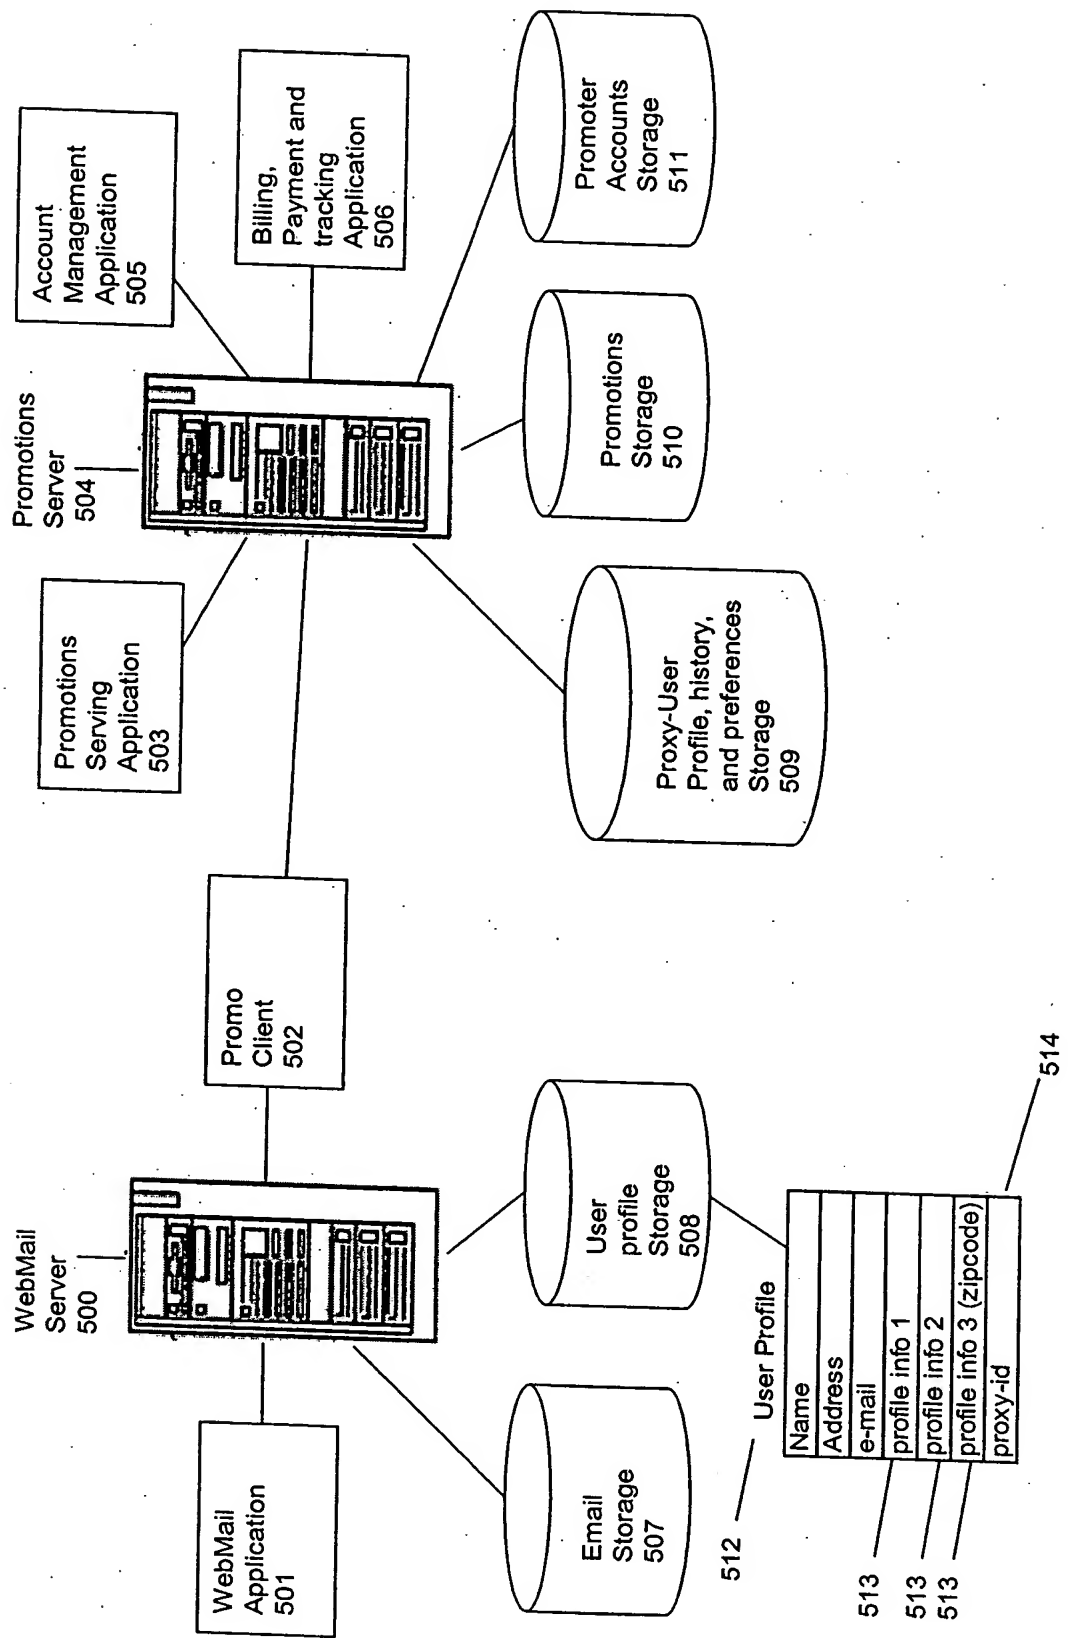 WebMail
Server
500
Promotions
Server
504
WebMail
Application
501
Promo
Client
502
Promotions
Serving
Application
503
Account
Management
Application
505
Billing,
Payment and
tracking
Application
506
Email
Storage
507
User
profile
Storage
508
Proxy-User
Profile, history,
and preferences
Storage
509
Promotions
Storage
510
Promoter
Accounts
Storage
511
512
User Profile
Name
Address
e-mail
profile info 1
profile info 2
profile info 3 (zipcode)
proxy-id
513
513
513
514